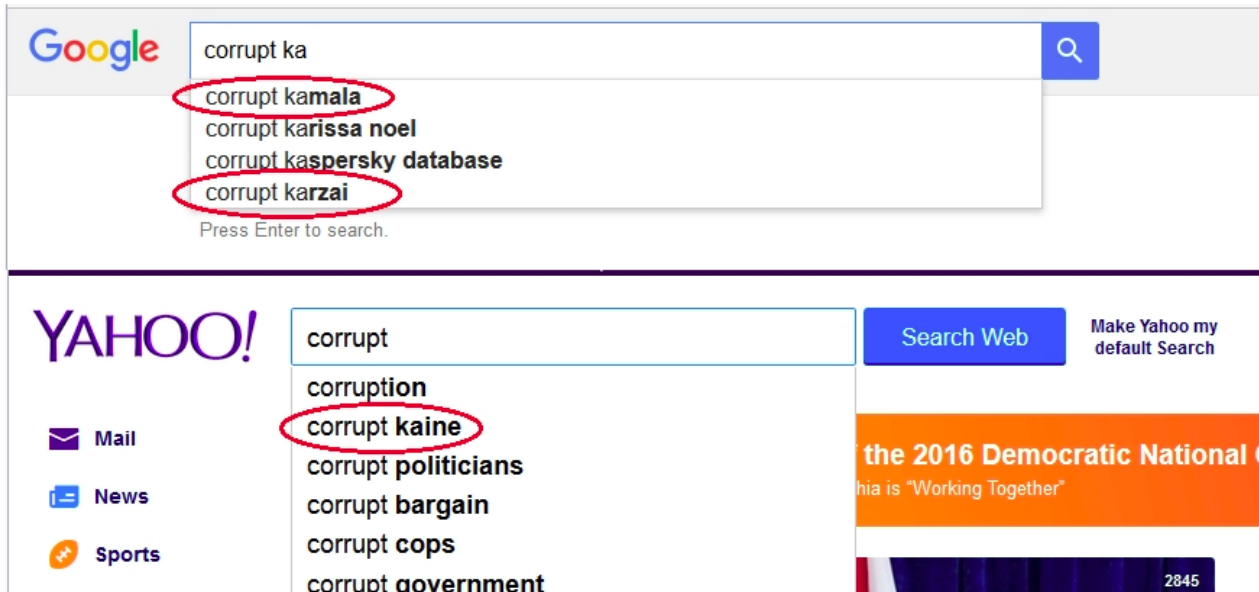 Google
corrupt ka
corrupt kamala
corrupt karissa noel
corrupt kaspersky database
corrupt karzai
Press Enter to search.
YAHOO!
corrupt
Search Web
Make Yahoo my
default Search
corruption
corrupt kaine
corrupt politicians
corrupt bargain
corrupt cops
corrupt government
Mail
News
Sports
the 2016 Democratic National
hia is "Working Together"
2845